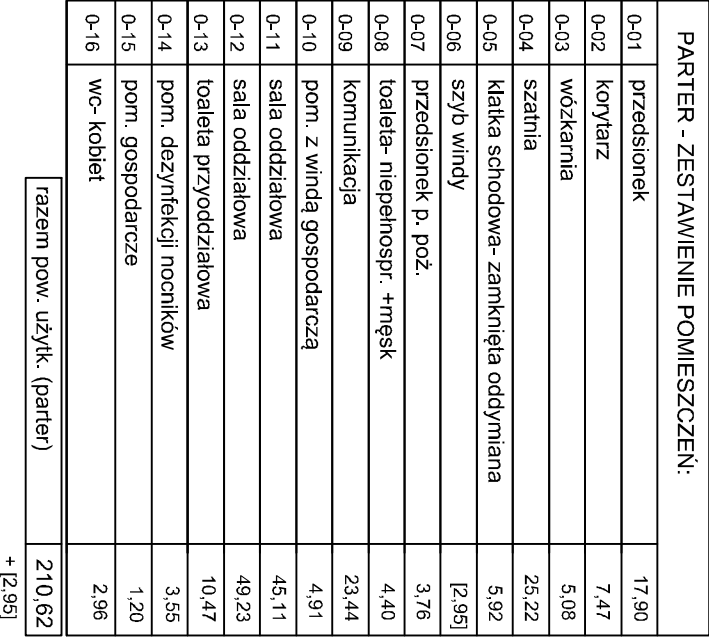 PARTER - ZESTAWIENIE POMIESZCZEŃ:
0-01 przedsionek 17,90
0-02 korytarz 7,47
0-03 wózkarnia 5,08
0-04 szatnia 25,22
0-05 klatka schodowa- zamknięta oddymiana 5,92
0-06 szyb windy [2,95]
0-07 przedsionek p. poż. 3,76
0-08 toaleta- niepełnospr. +męsk 4,40
0-09 komunikacja 23,44
0-10 pom. z windą gospodarczą 4,91
0-11 sala oddziałowa 45,11
0-12 sala oddziałowa 49,23
0-13 toaleta przyoddziałowa 10,47
0-14 pom. dezynfekcji nocników 3,55
0-15 pom. gospodarcze 1,20
0-16 wc- kobiet 2,96
razem pow. użytk. (parter) 210,62
+ [2,95]